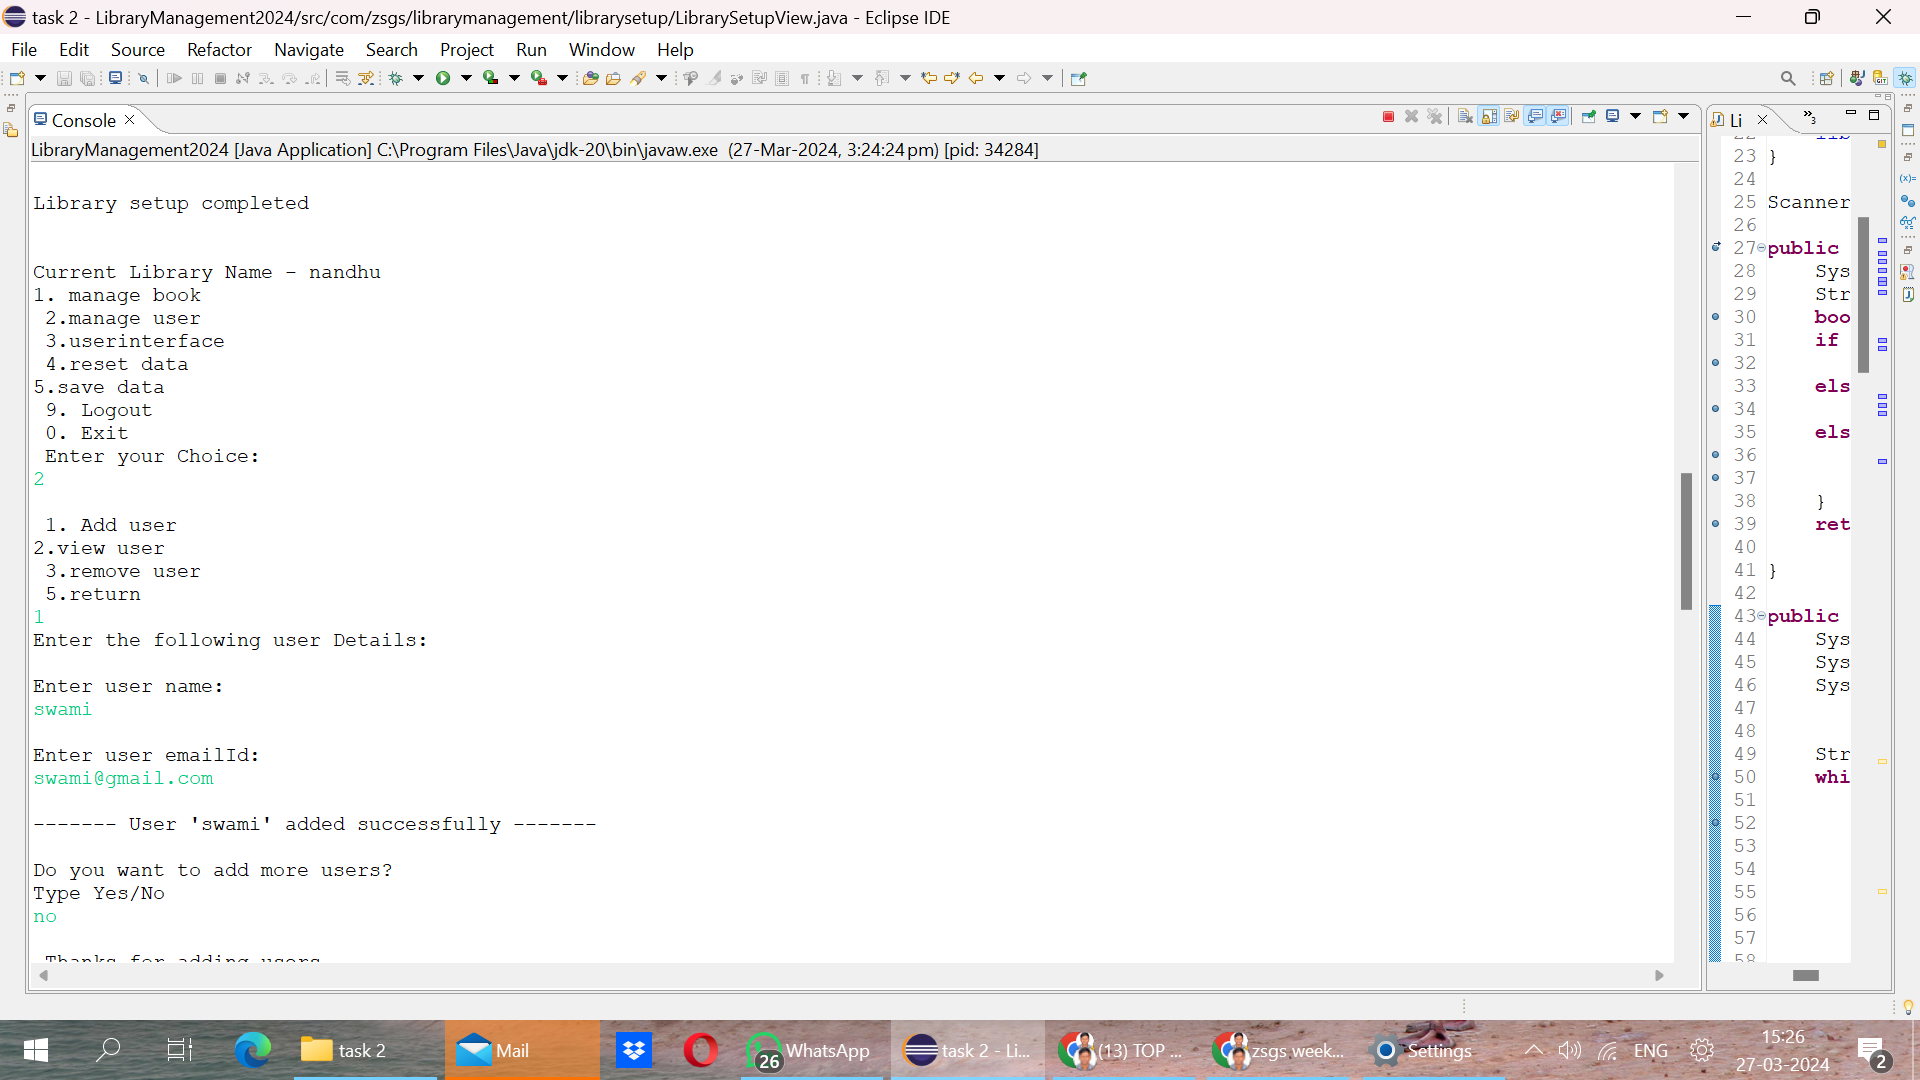 task 2 - LibraryManagement2024/src/com/zsgs/librarymanagement/librarysetup/LibrarySetupView.java - Eclipse IDE
File Edit Source Refactor Navigate Search Project Run Window Help
Console
LibraryManagement2024 [Java Application] C:\Program Files\Java\jdk-20\bin\javaw.exe (27-Mar-2024, 3:24:24 pm) [pid: 34284]
Library setup completed
Current Library Name - nandhu
1. manage book
2.manage user
3.userinterface
4.reset data
5.save data
9. Logout
0. Exit
Enter your Choice:
2
1. Add user
2.view user
3.remove user
5.return
1
Enter the following user Details:
Enter user name:
swami
Enter user emailId:
swami@gmail.com
------- User 'swami' added successfully -------
Do you want to add more users?
Type Yes/No
no
Thanks for adding users
Li
3
23 }
24
25 Scanner
26
27 public
28 Sys
29 Str
30 boo
31 if
32
33 els
34
35 els
36
37
38 }
39 ret
40
41 }
42
43 public
44 Sys
45 Sys
46 Sys
47
48
49 Str
50 whi
51
52
53
54
55
56
57
58
task 2
Mail
26 WhatsApp
task 2 - Li...
(13) TOP ...
zsgs week...
Settings
ENG
15:26
27-03-2024
2